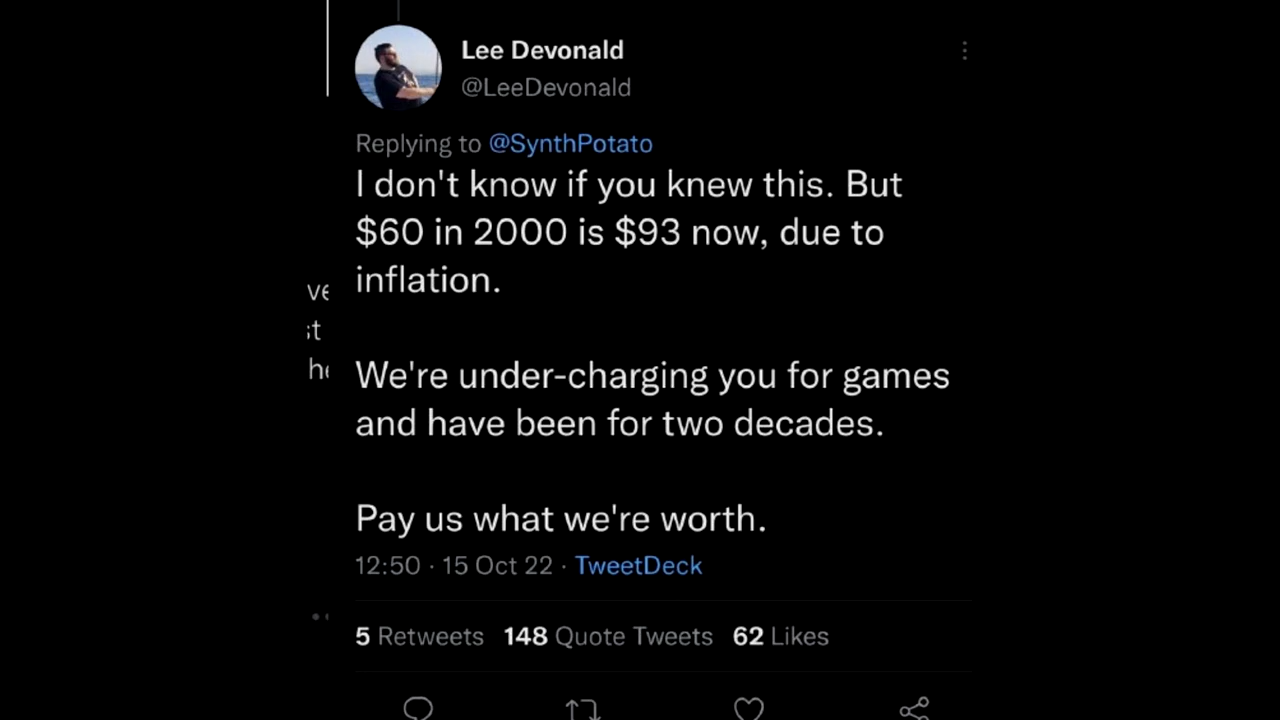 Lee Devonald
@LeeDevonald
Replying to @SynthPotato
I don't know if you knew this. But
$60 in 2000 is $93 now, due to
inflation.
We're under-charging you for games
and have been for two decades.
Pay us what we're worth.
12:50 · 15 Oct 22 · TweetDeck
5 Retweets 148 Quote Tweets 62 Likes